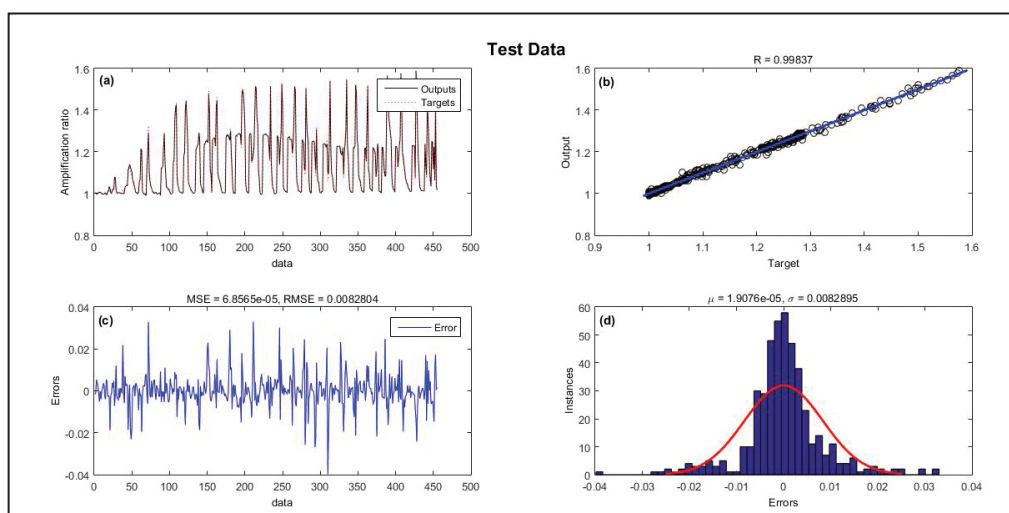 Test Data
(a)
Outputs
Targets
Amplification ratio
1.6
1.4
1.2
1
0.8
0 50 100 150 200 250 300 350 400 450 500
data
R = 0.99837
(b)
Output
1.6
1.4
1.2
1
0.8
0.9 1 1.1 1.2 1.3 1.4 1.5 1.6
Target
MSE = 6.8565e-05, RMSE = 0.0082804
(c)
Error
Errors
0.04
0.02
0
-0.02
-0.04
0 50 100 150 200 250 300 350 400 450 500
data
μ = 1.9076e-05, σ = 0.0082895
(d)
Instances
60
50
40
30
20
10
0
-0.04 -0.03 -0.02 -0.01 0 0.01 0.02 0.03 0.04
Errors